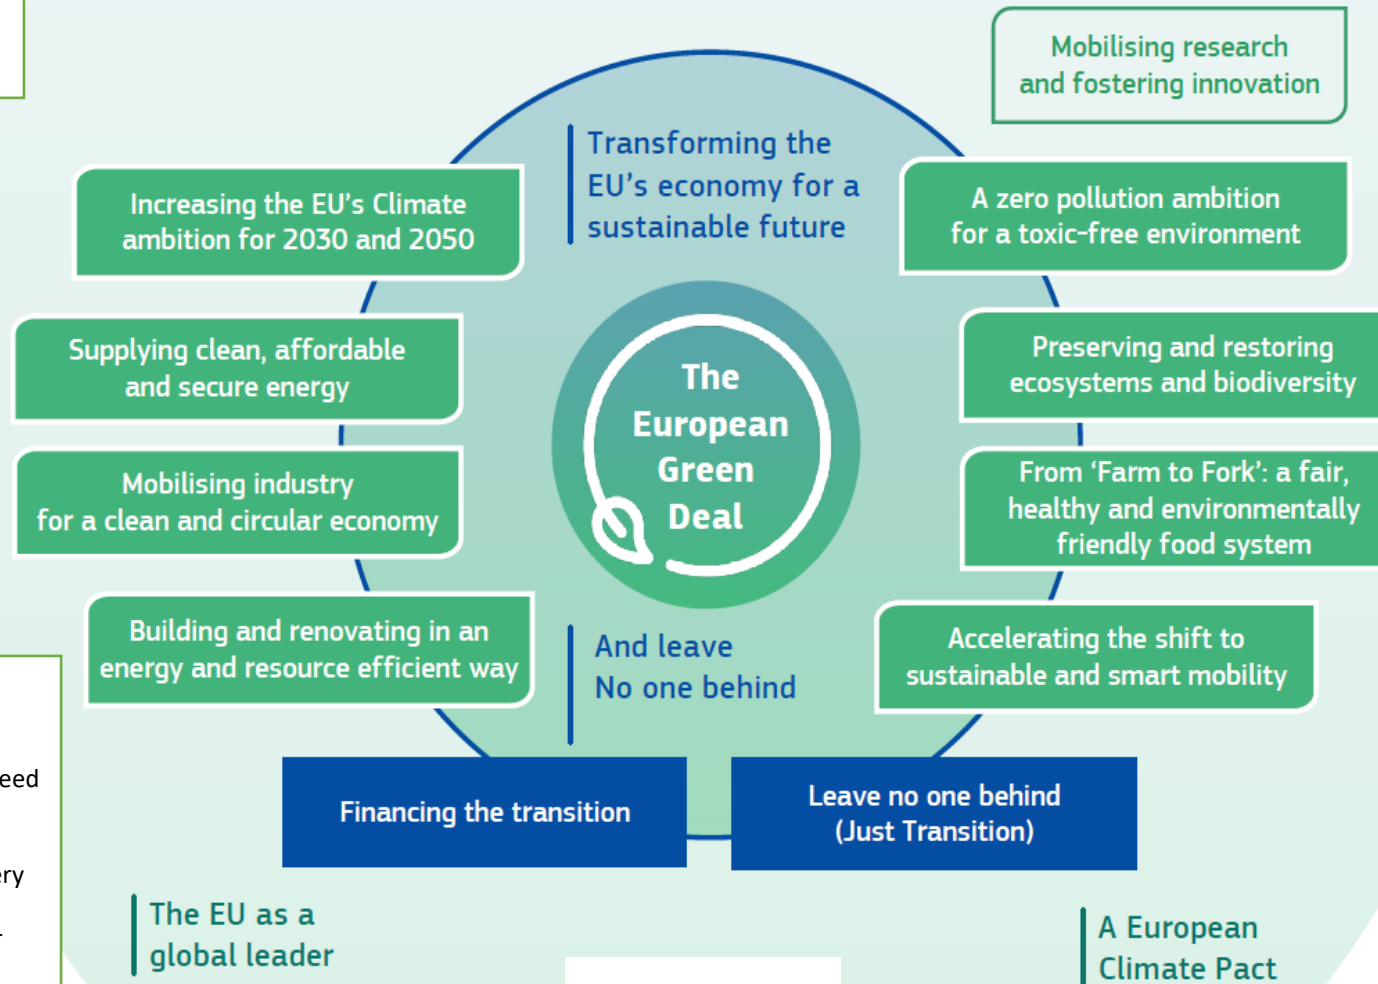 Mobilising research
and fostering innovation
Transforming the
EU's economy for a
sustainable future
Increasing the EU's Climate
ambition for 2030 and 2050
A zero pollution ambition
for a toxic-free environment
Supplying clean, affordable
and secure energy
Preserving and restoring
ecosystems and biodiversity
The
European
Green
Deal
Mobilising industry
for a clean and circular economy
From ‘Farm to Fork’: a fair,
healthy and environmentally
friendly food system
Building and renovating in an
energy and resource efficient way
And leave
No one behind
Accelerating the shift to
sustainable and smart mobility
Financing the transition
Leave no one behind
(Just Transition)
The EU as a
global leader
A European
Climate Pact